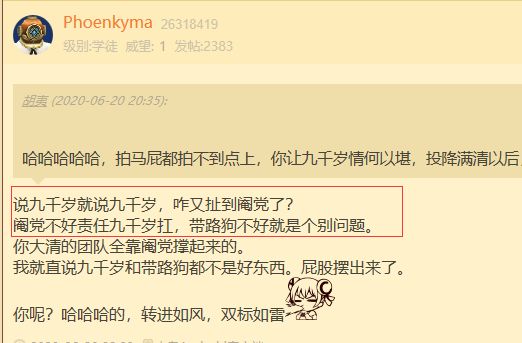 Phoenkyma 26318419
级别:学徒 威望: 1 发帖:2383
胡夷 (2020-06-20 20:35):
哈哈哈哈哈，拍马屁都拍不到点上，你让九千岁情何以堪，投降满清以后，
说九千岁就说九千岁，咋又扯到阉党了？
阉党不好责任九千岁扛，带路狗不好就是个别问题。
你大清的团队全靠阉党撑起来的。
我就直说九千岁和带路狗都不是好东西。屁股摆出来了。
你呢？哈哈哈的，转进如风，双标如雷